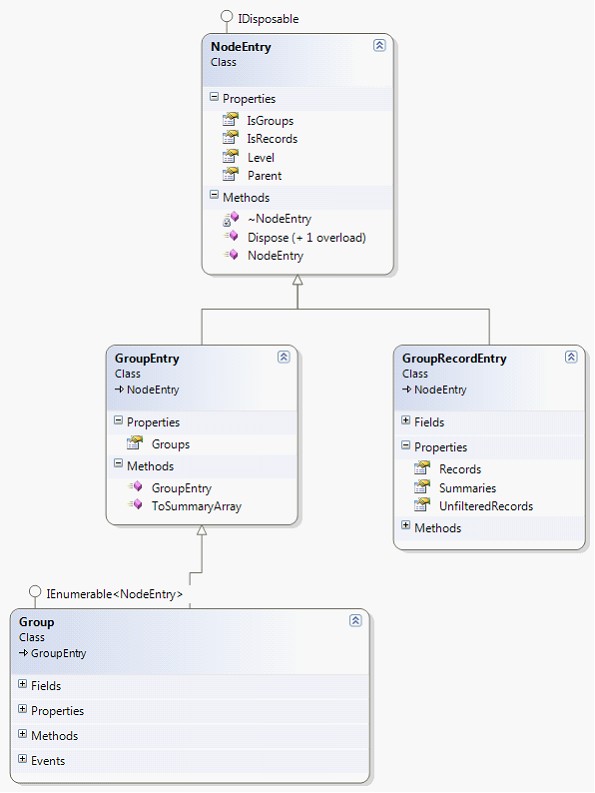 IDisposable
NodeEntry
Class
Properties
IsGroups
IsRecords
Level
Parent
Methods
~NodeEntry
Dispose (+ 1 overload)
NodeEntry
GroupEntry
Class
NodeEntry
Properties
Groups
Methods
GroupEntry
ToSummaryArray
GroupRecordEntry
Class
NodeEntry
Fields
Properties
Records
Summaries
UnfilteredRecords
Methods
IEnumerable<NodeEntry>
Group
Class
GroupEntry
Fields
Properties
Methods
Events